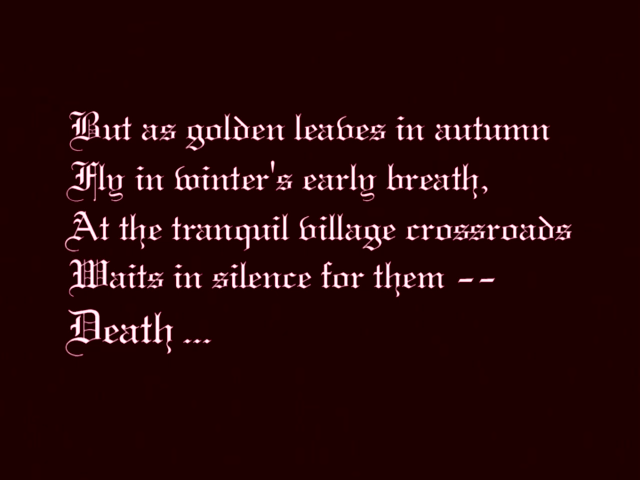 But as golden leaves in autumn
Fly in winter's early breath,
At the tranquil village crossroads
Waits in silence for them --
Death ...